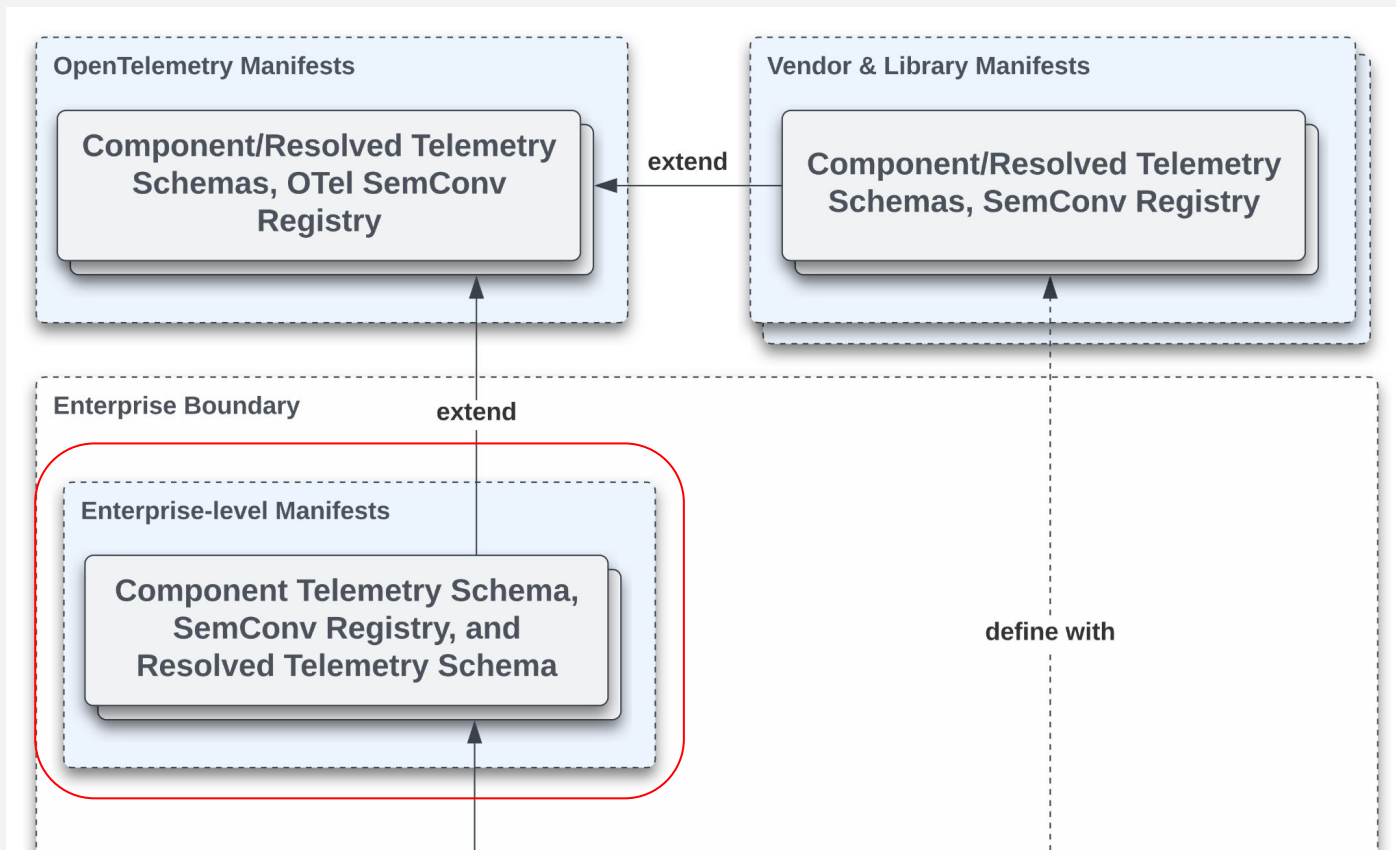 OpenTelemetry Manifests
Component/Resolved Telemetry
Schemas, OTel SemConv
Registry
extend
Vendor & Library Manifests
Component/Resolved Telemetry
Schemas, SemConv Registry
Enterprise Boundary
extend
Enterprise-level Manifests
Component Telemetry Schema,
SemConv Registry, and
Resolved Telemetry Schema
define with